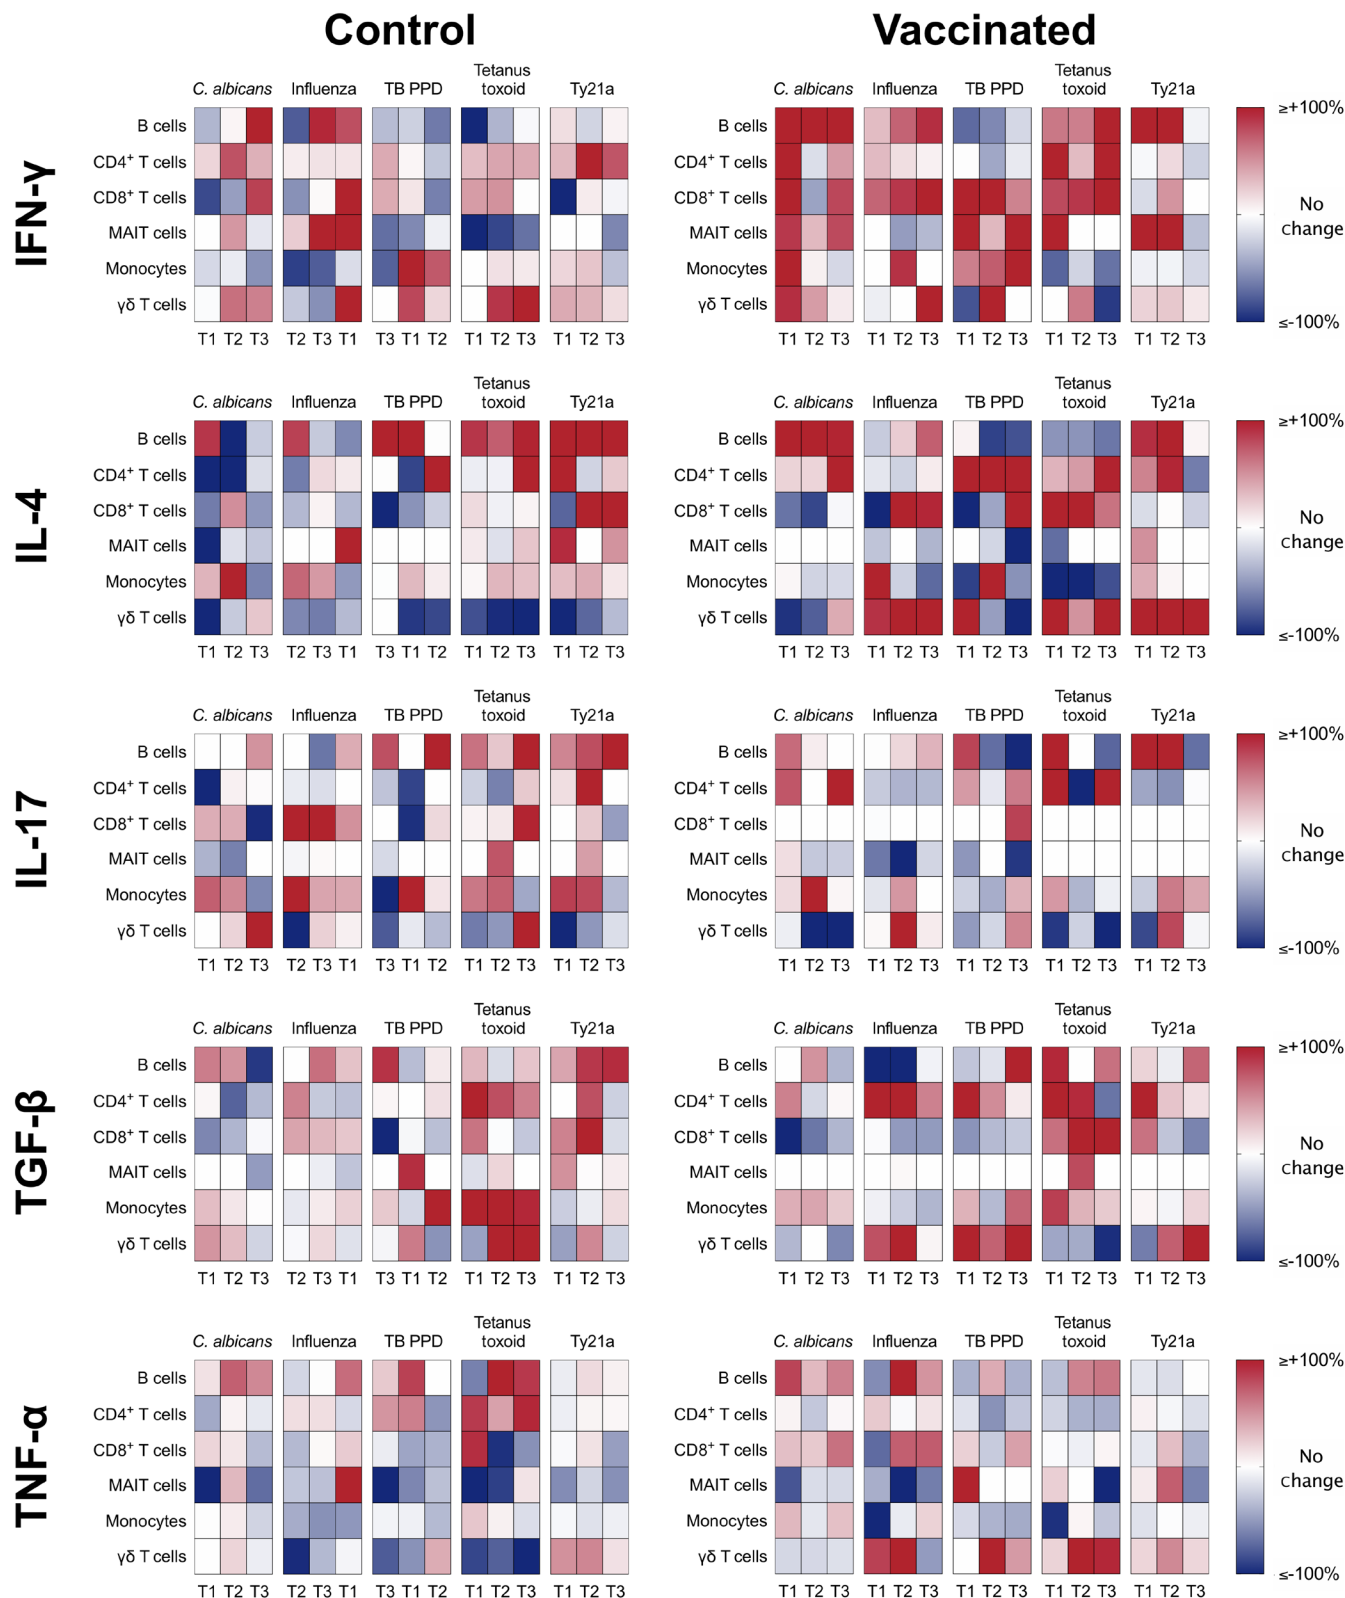 Control Vaccinated
IFN-γ
Tetanus Tetanus
C. albicans Influenza TB PPD toxoid Ty21a C. albicans Influenza TB PPD toxoid Ty21a
B cells B cells ≥+100%
CD4+ T cells CD4+ T cells
CD8+ T cells CD8+ T cells No
MAIT cells MAIT cells change
Monocytes Monocytes
γδ T cells γδ T cells ≤-100%
T1 T2 T3 T2 T3 T1 T3 T1 T2 T1 T2 T3 T1 T2 T3 T1 T2 T3 T1 T2 T3 T1 T2 T3 T1 T2 T3 T1 T2 T3
IL-4
Tetanus Tetanus
C. albicans Influenza TB PPD toxoid Ty21a C. albicans Influenza TB PPD toxoid Ty21a
B cells B cells ≥+100%
CD4+ T cells CD4+ T cells
CD8+ T cells CD8+ T cells No
MAIT cells MAIT cells change
Monocytes Monocytes
γδ T cells γδ T cells ≤-100%
T1 T2 T3 T2 T3 T1 T3 T1 T2 T1 T2 T3 T1 T2 T3 T1 T2 T3 T1 T2 T3 T1 T2 T3 T1 T2 T3 T1 T2 T3
IL-17
Tetanus Tetanus
C. albicans Influenza TB PPD toxoid Ty21a C. albicans Influenza TB PPD toxoid Ty21a
B cells B cells ≥+100%
CD4+ T cells CD4+ T cells
CD8+ T cells CD8+ T cells No
MAIT cells MAIT cells change
Monocytes Monocytes
γδ T cells γδ T cells ≤-100%
T1 T2 T3 T2 T3 T1 T3 T1 T2 T1 T2 T3 T1 T2 T3 T1 T2 T3 T1 T2 T3 T1 T2 T3 T1 T2 T3 T1 T2 T3
TGF-β
Tetanus Tetanus
C. albicans Influenza TB PPD toxoid Ty21a C. albicans Influenza TB PPD toxoid Ty21a
B cells B cells ≥+100%
CD4+ T cells CD4+ T cells
CD8+ T cells CD8+ T cells No
MAIT cells MAIT cells change
Monocytes Monocytes
γδ T cells γδ T cells ≤-100%
T1 T2 T3 T2 T3 T1 T3 T1 T2 T1 T2 T3 T1 T2 T3 T1 T2 T3 T1 T2 T3 T1 T2 T3 T1 T2 T3 T1 T2 T3
TNF-α
Tetanus Tetanus
C. albicans Influenza TB PPD toxoid Ty21a C. albicans Influenza TB PPD toxoid Ty21a
B cells B cells ≥+100%
CD4+ T cells CD4+ T cells
CD8+ T cells CD8+ T cells No
MAIT cells MAIT cells change
Monocytes Monocytes
γδ T cells γδ T cells ≤-100%
T1 T2 T3 T2 T3 T1 T3 T1 T2 T1 T2 T3 T1 T2 T3 T1 T2 T3 T1 T2 T3 T1 T2 T3 T1 T2 T3 T1 T2 T3